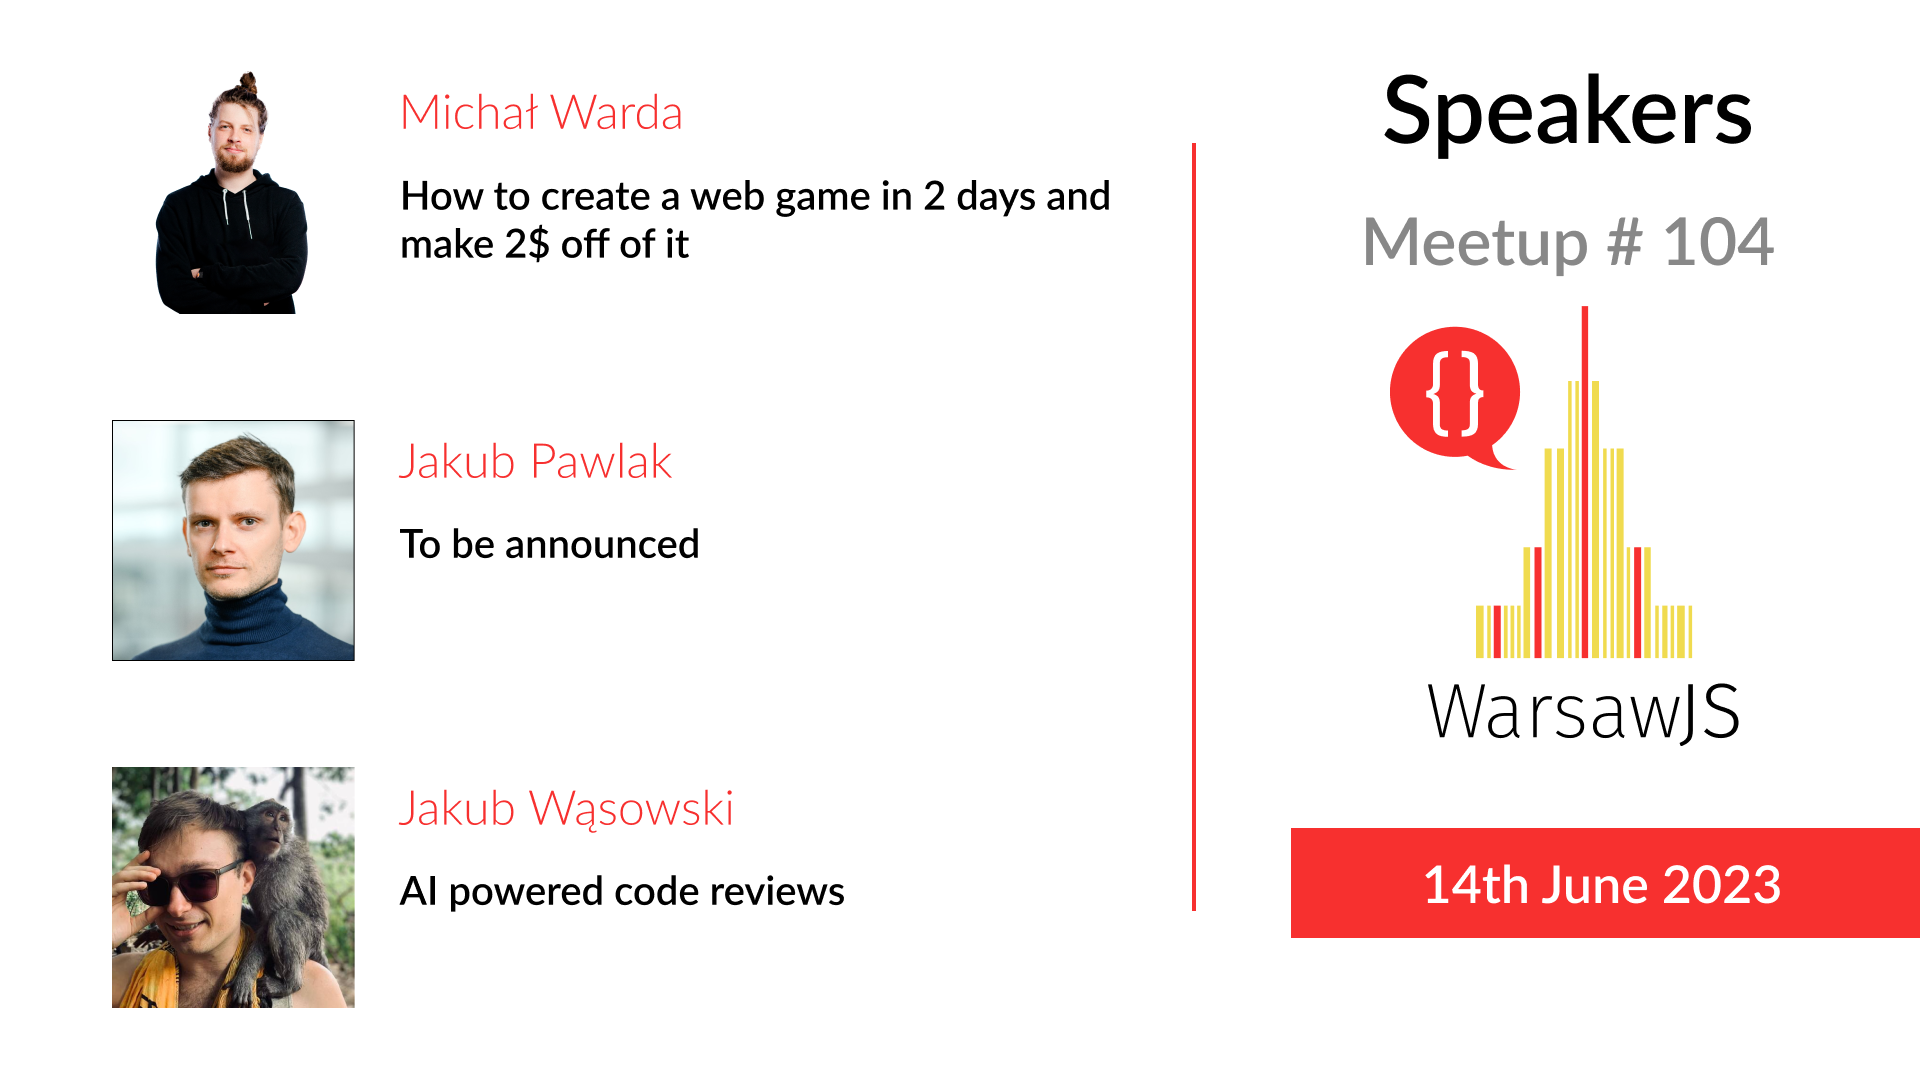 Michał Warda
How to create a web game in 2 days and
make 2$ off of it
Jakub Pawlak
To be announced
Jakub Wąsowski
AI powered code reviews
Speakers
Meetup # 104
{}
WarsawJS
14th June 2023